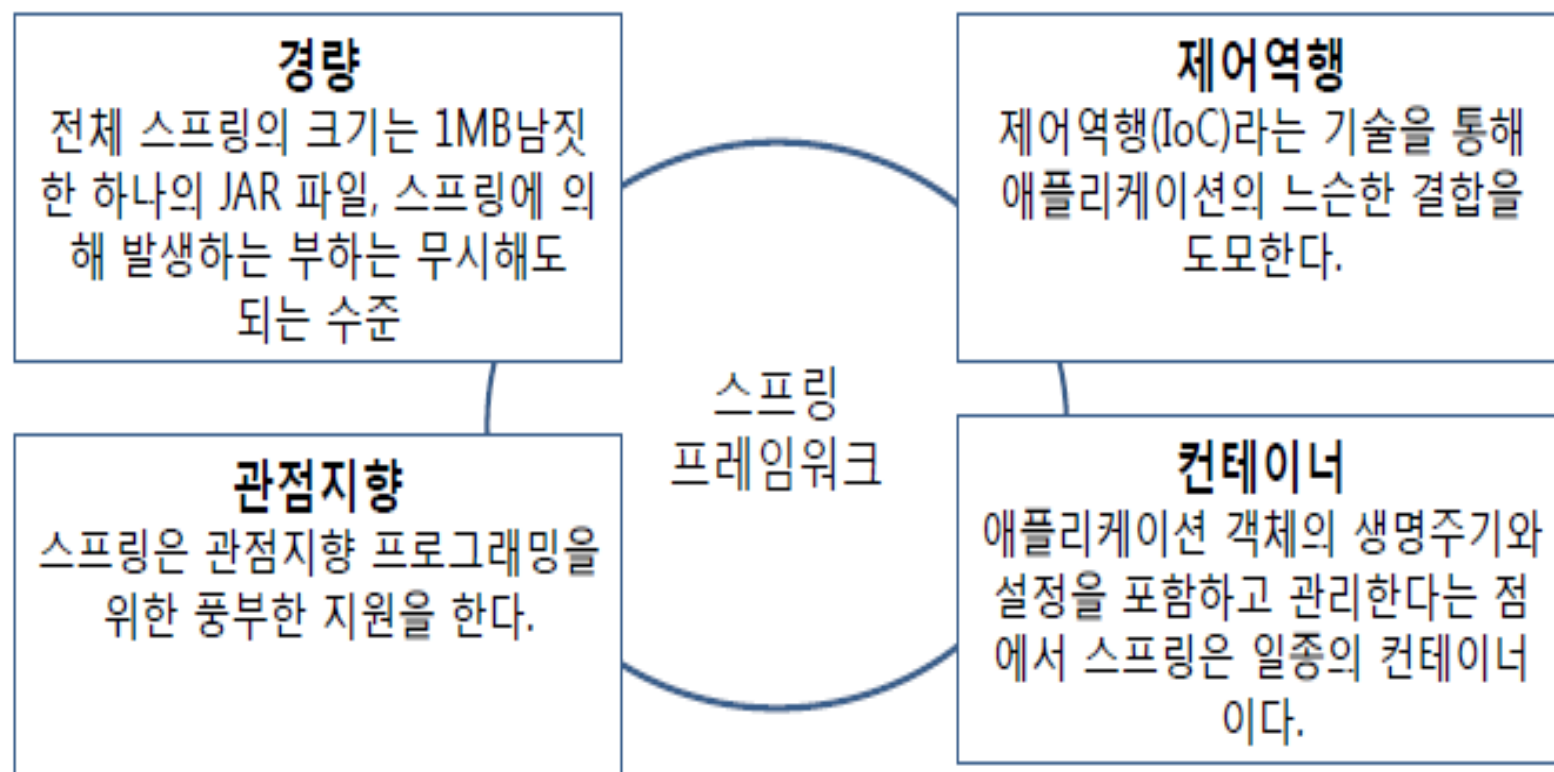 경량
전체 스프링의 크기는 1MB남짓
한 하나의 JAR 파일, 스프링에 의
해 발생하는 부하는 무시해도
되는 수준
제어역행
제어역행(IoC)라는 기술을 통해
애플리케이션의 느슨한 결합을
도모한다.
스프링
프레임워크
관점지향
스프링은 관점지향 프로그래밍을
위한 풍부한 지원을 한다.
컨테이너
애플리케이션 객체의 생명주기와
설정을 포함하고 관리한다는 점
에서 스프링은 일종의 컨테이너
이다.